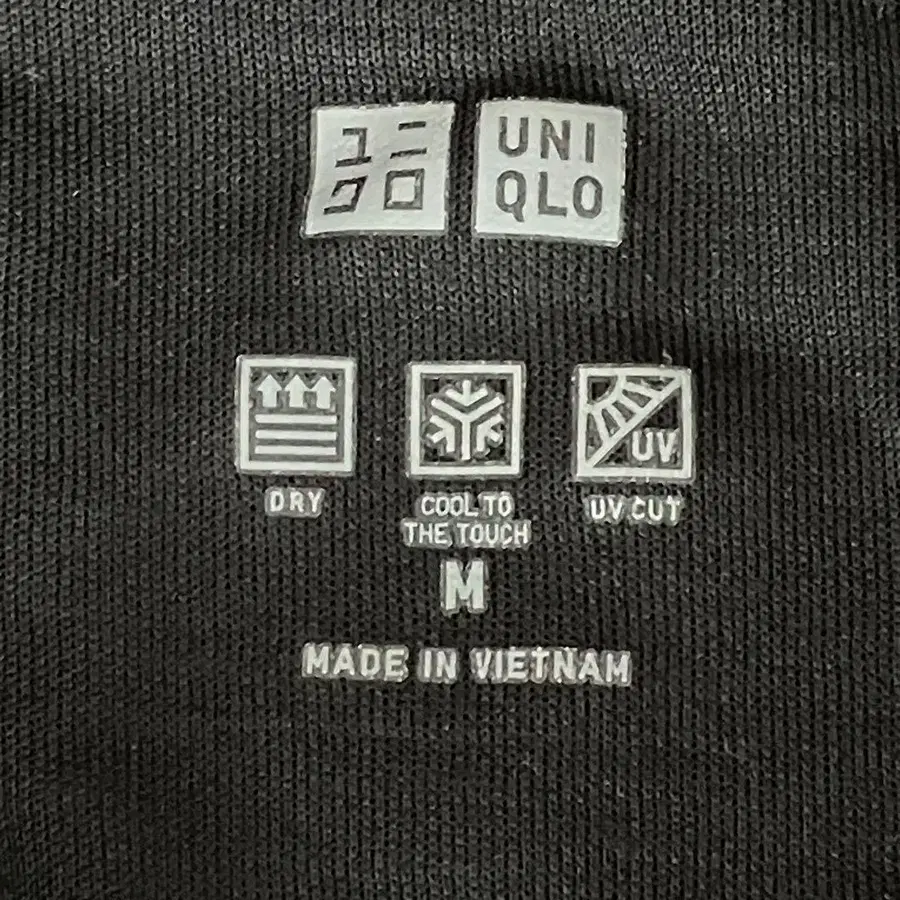 ユニ
クロ
UNI
QLO
UV
DRY
COOL TO
THE TOUCH
UV CUT
M
MADE IN VIETNAM